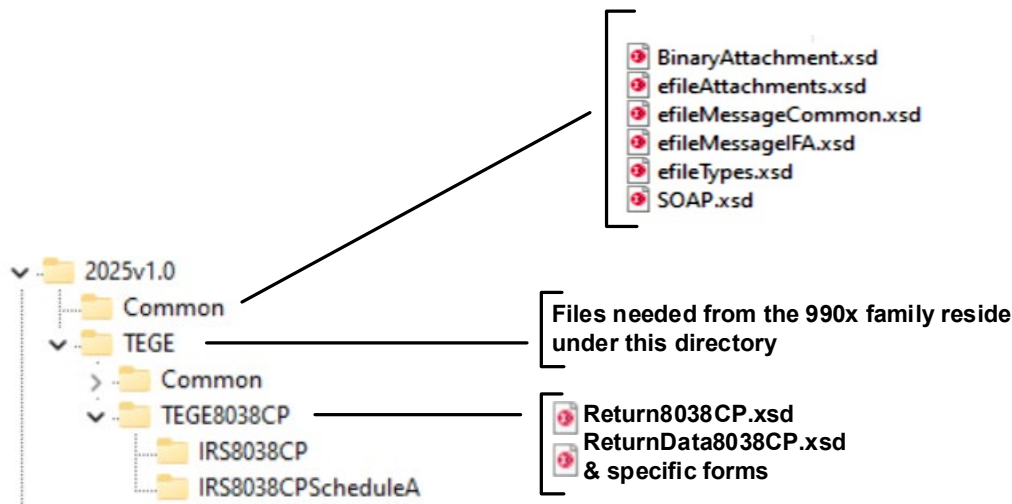 BinaryAttachment.xsd
efileAttachments.xsd
efileMessageCommon.xsd
efileMessageIFA.xsd
efileTypes.xsd
SOAP.xsd
2025v1.0
Common
TEGE
Files needed from the 990x family reside
under this directory
Common
TEGE8038CP
Return8038CP.xsd
ReturnData8038CP.xsd
& specific forms
IRS8038CP
IRS8038CPScheduleA